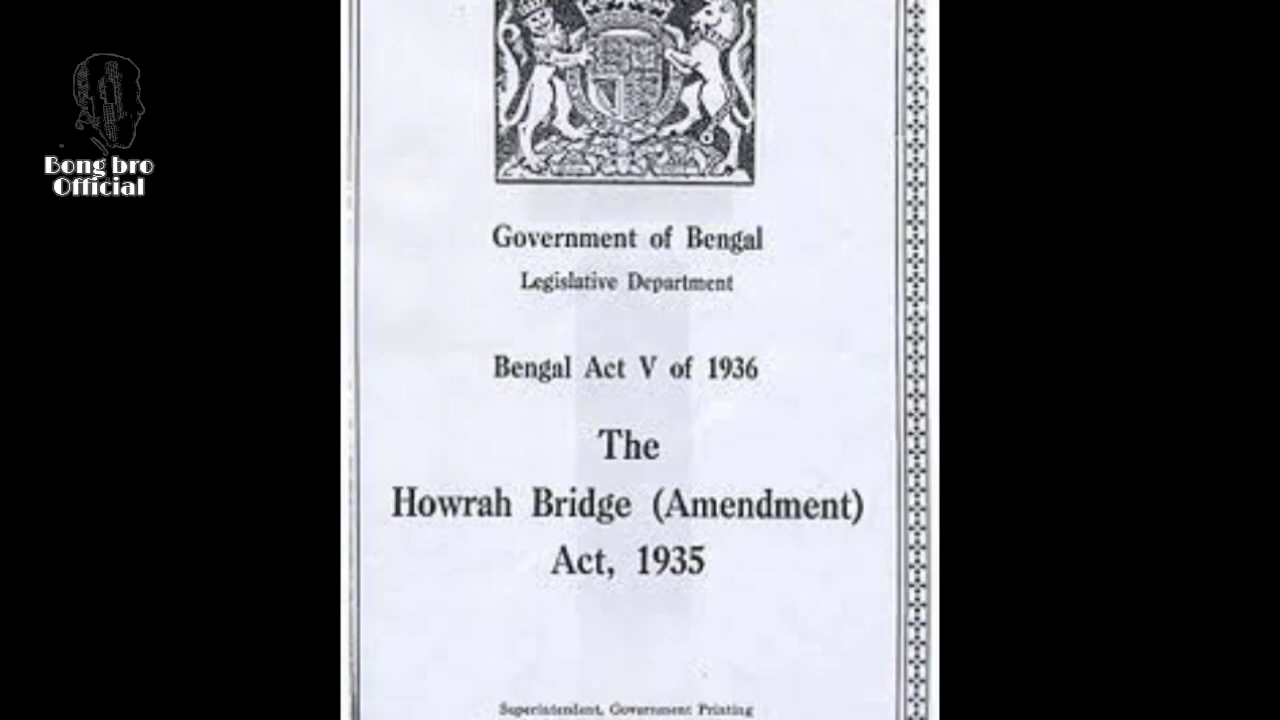 Bong bro
Official
Government of Bengal
Legislative Department
Bengal Act V of 1936
The
Howrah Bridge (Amendment)
Act, 1935
Superintendent, Government Printing